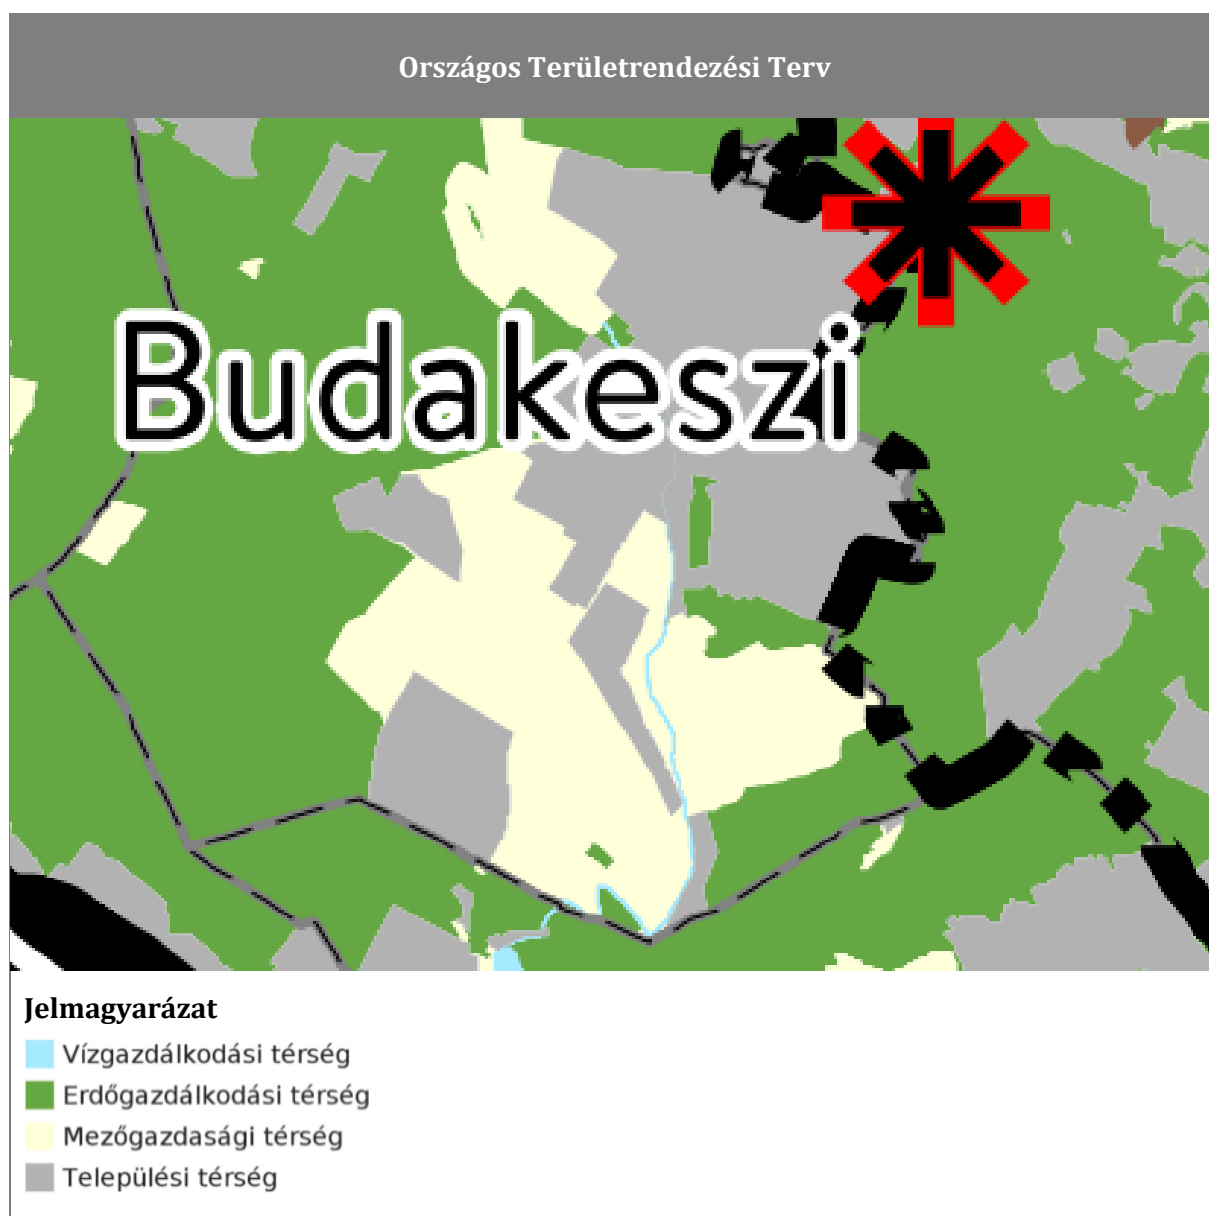 Országos Területrendezési Terv
Budakeszi
Jelmagyarázat
Vízgazdálkodási térség
Erdőgazdálkodási térség
Mezőgazdasági térség
Települési térség